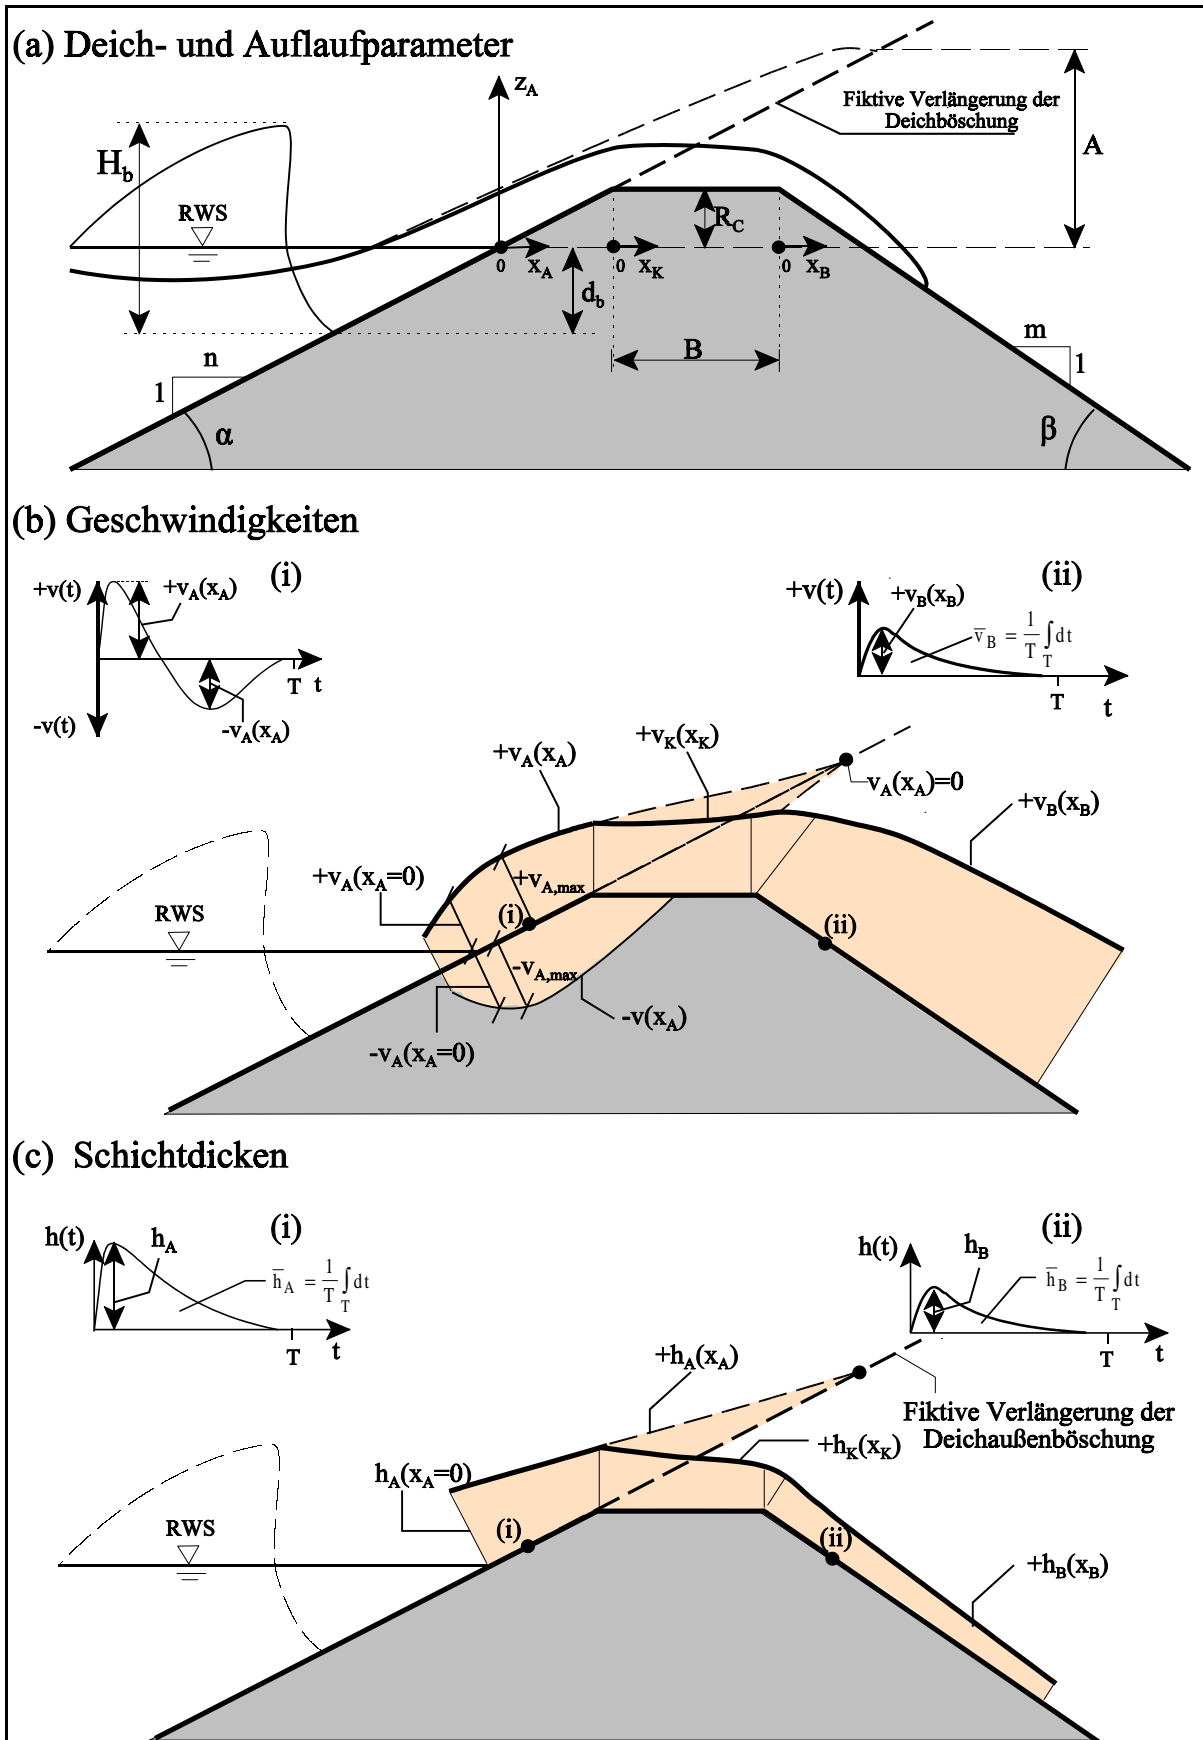 (a) Deich- und Auflaufparameter
z_A
Fiktive Verlängerung der
Deichböschung
A
H_b
RWS
R_C
0 x_A 0 x_K 0 x_B
d_b
B
n
1
m
1
α
β
(b) Geschwindigkeiten
(i)
+v(t)
+v_A(x_A)
T t
-v(t)
-v_A(x_A)
(ii)
+v(t)
+v_B(x_B)
v̄_B = 1/T ∫_T dt
T
t
+v_K(x_K)
+v_A(x_A)
v_A(x_A)=0
+v_B(x_B)
+v_A(x_A=0)
+v_A,max
RWS
(i)
(ii)
-v_A,max
-v(x_A)
-v_A(x_A=0)
(c) Schichtdicken
(i)
h(t)
h_A
h̄_A = 1/T ∫_T dt
T t
(ii)
h(t)
h_B
h̄_B = 1/T ∫_T dt
T t
+h_A(x_A)
Fiktive Verlängerung der
Deichaußenböschung
+h_K(x_K)
h_A(x_A=0)
RWS
(i)
(ii)
+h_B(x_B)